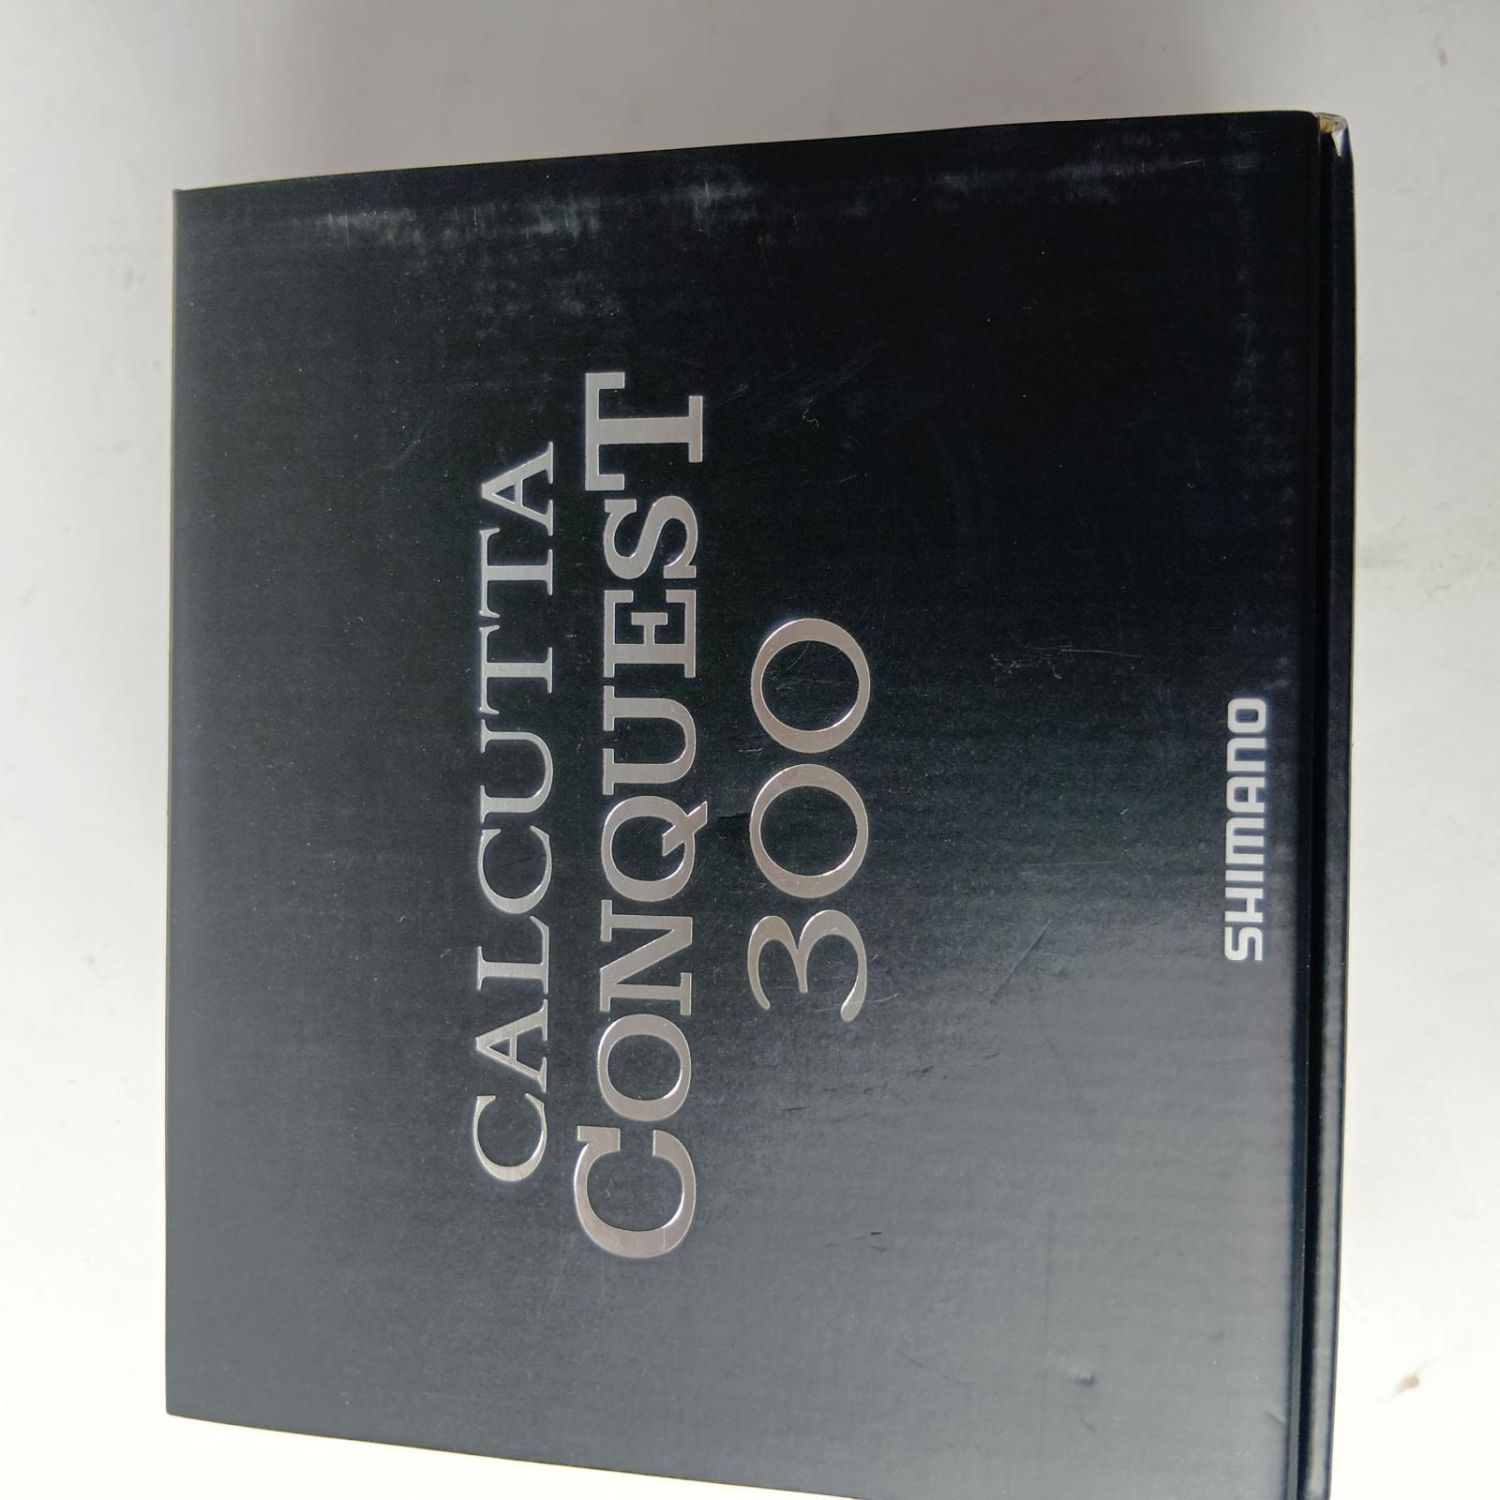 CALCUTTA
CONQUEST
300
SHIMANO